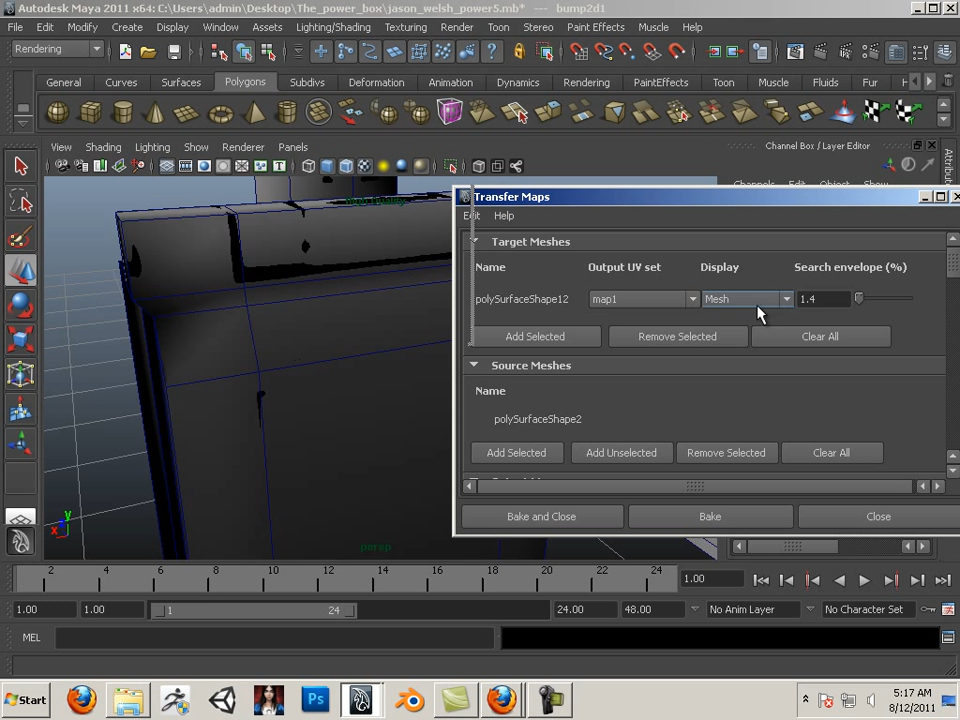 Autodesk Maya 2011 x64: C:\Users\admin\Desktop\The_power_box\jason_welsh_power5.mb* --- bump2d1
File Edit Modify Create Display Window Assets Lighting/Shading Texturing Render Toon Stereo Paint Effects Muscle Help
Rendering
General Curves Surfaces Polygons Subdivs Deformation Animation Dynamics Rendering PaintEffects Toon Muscle Fluids Fur H
View Shading Lighting Show Renderer Panels
Channel Box / Layer Editor
Channels Edit Object Show
High Quality
Transfer Maps
Edit Help
Target Meshes
Name Output UV set Display Search envelope (%)
polySurfaceShape12 map1 Mesh 1.4
Add Selected Remove Selected Clear All
Source Meshes
Name
polySurfaceShape2
Add Selected Add Unselected Remove Selected Clear All
Bake and Close Bake Close
y
x
persp
2 4 6 8 10 12 14 16 18 20 22 24 1.00
1.00 1.00 1 24 24.00 48.00 No Anim Layer No Character Set
MEL
Start Ps 5:17 AM
8/12/2011